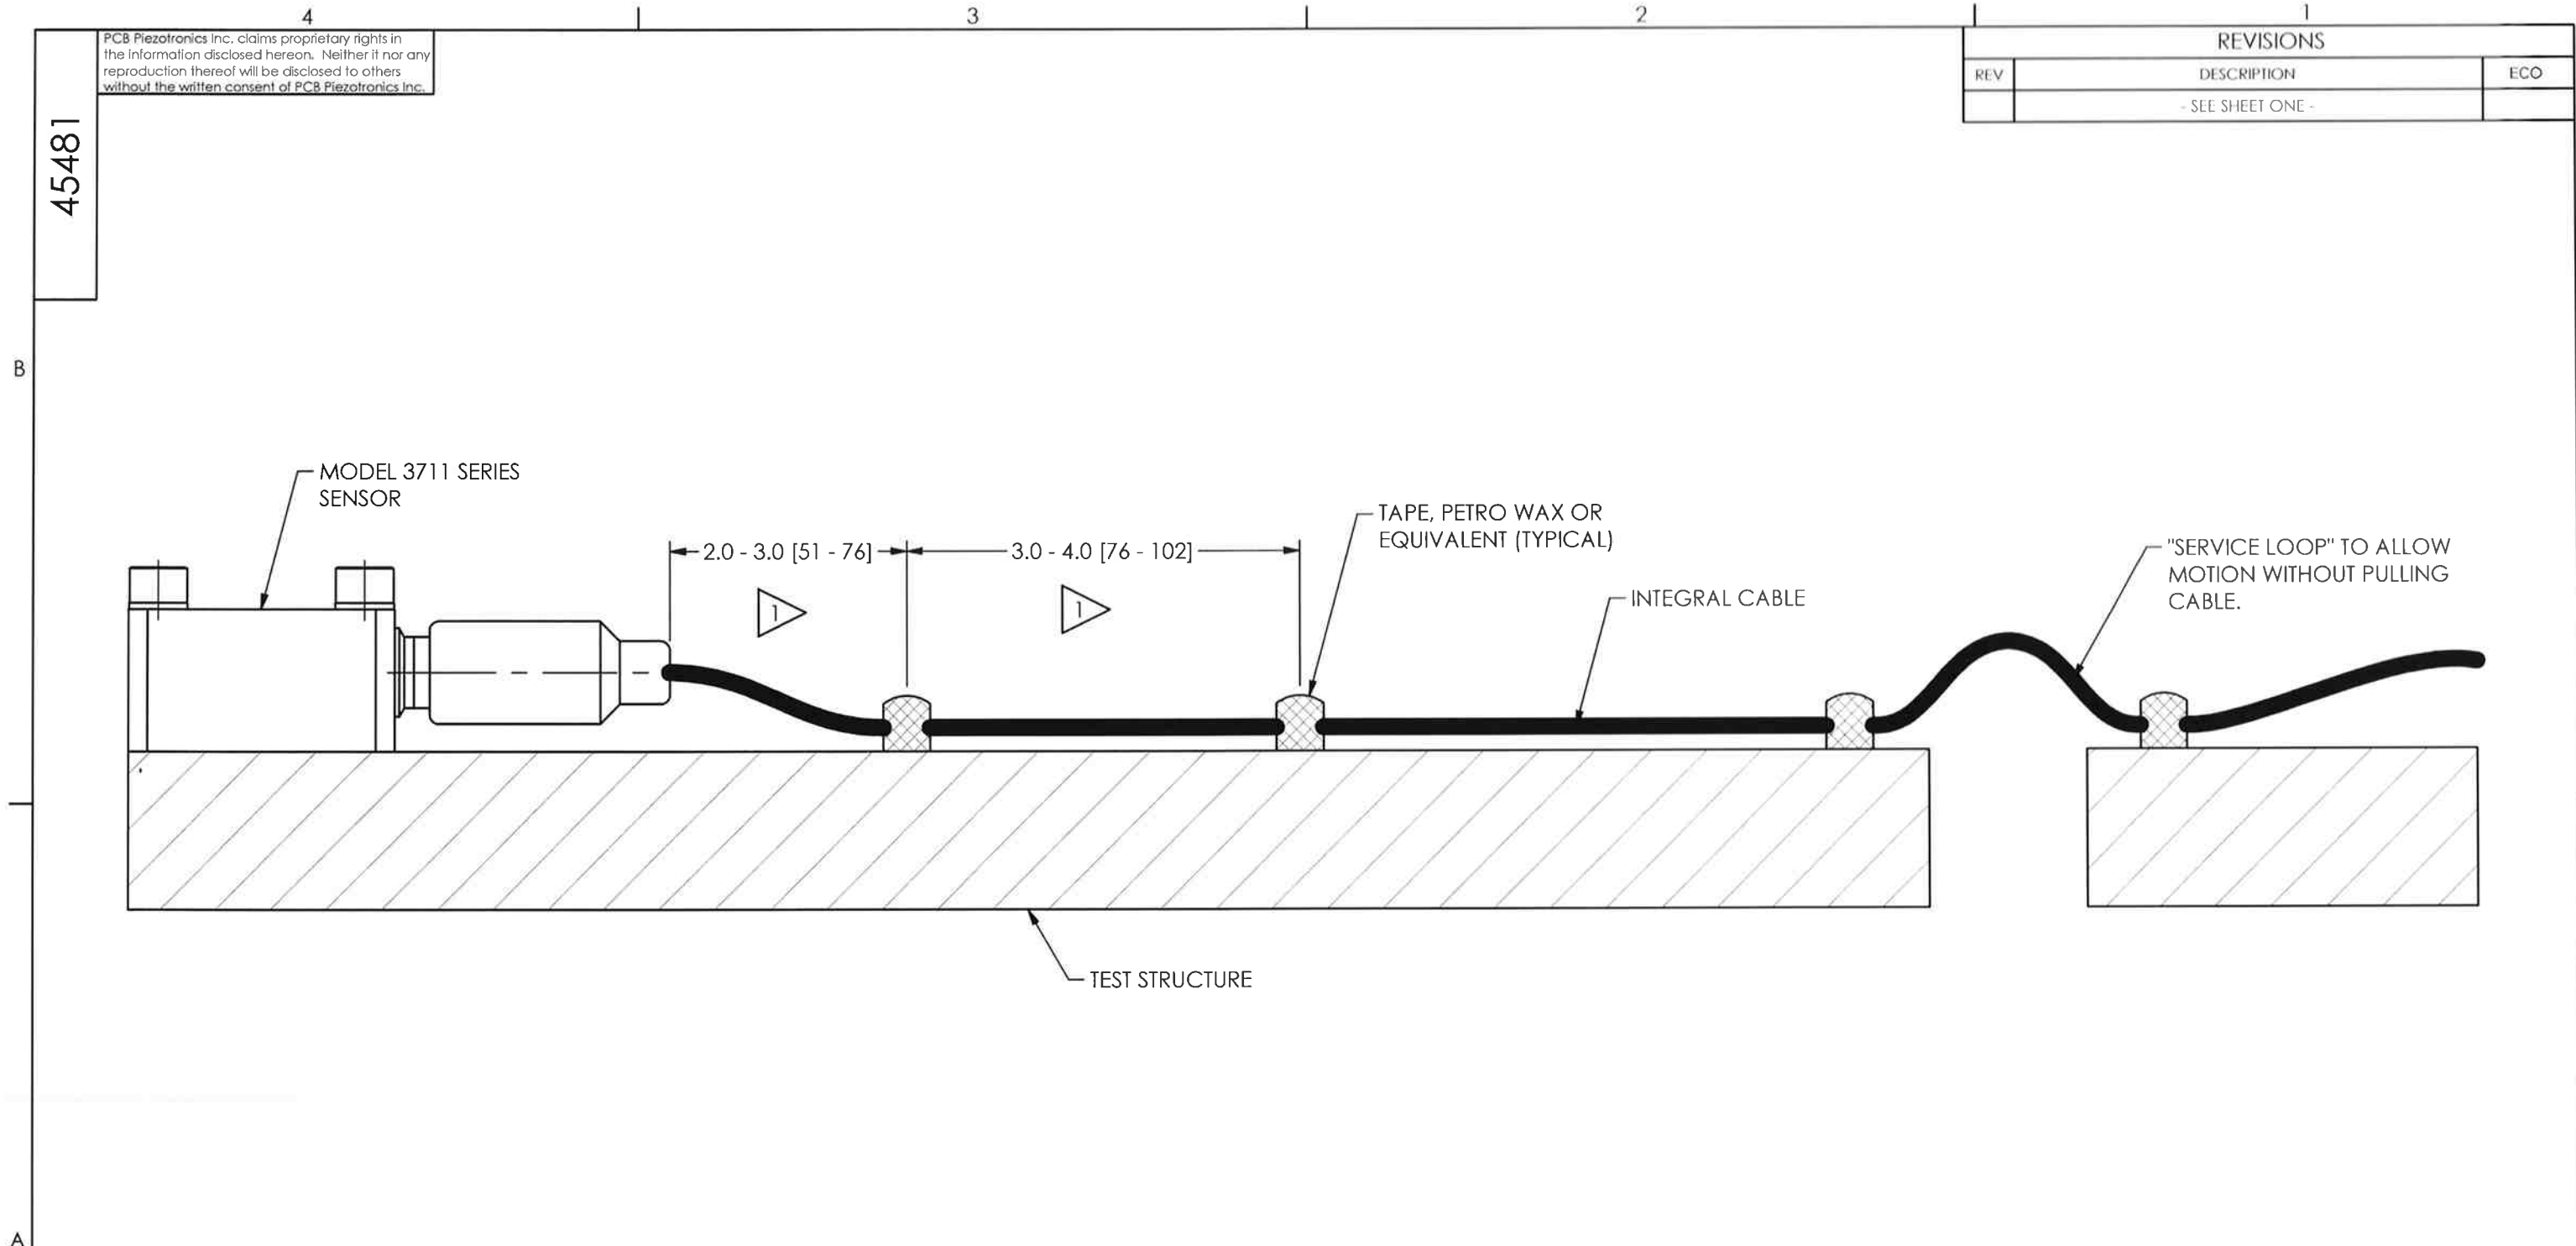 4
3
2
1
PCB Piezotronics Inc. claims proprietary rights in
the information disclosed hereon. Neither it nor any
reproduction thereof will be disclosed to others
without the written consent of PCB Piezotronics Inc.
REVISIONS
REV
DESCRIPTION
ECO
- SEE SHEET ONE -
45481
B
MODEL 3711 SERIES
SENSOR
2.0 - 3.0 [51 - 76]
3.0 - 4.0 [76 - 102]
1
1
TAPE, PETRO WAX OR
EQUIVALENT (TYPICAL)
INTEGRAL CABLE
"SERVICE LOOP" TO ALLOW
MOTION WITHOUT PULLING
CABLE.
TEST STRUCTURE
A